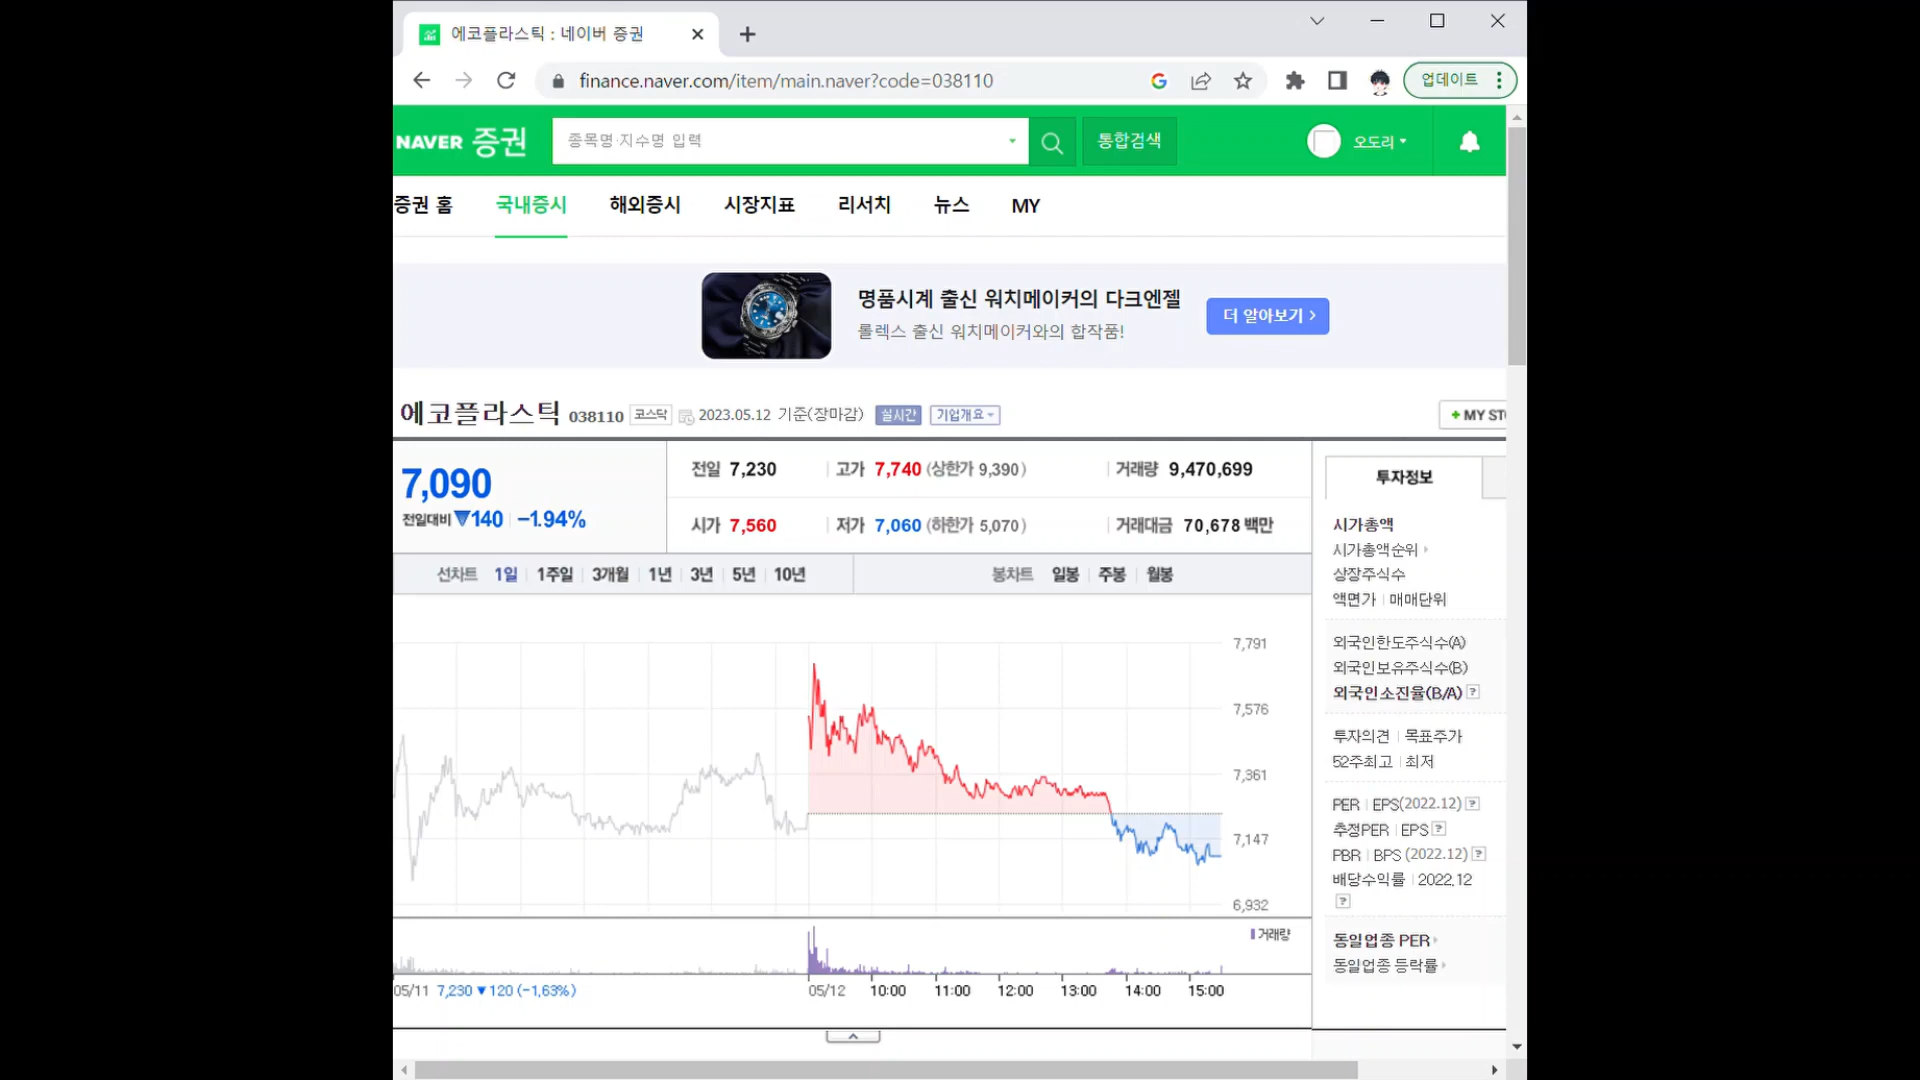 에코플라스틱 : 네이버 증권
finance.naver.com/item/main.naver?code=038110
업데이트
NAVER 증권
종목명·지수명 입력
통합검색
오도리
증권 홈 국내증시 해외증시 시장지표 리서치 뉴스 MY
명품시계 출신 워치메이커의 다크엔젤
롤렉스 출신 워치메이커와의 합작품!
더 알아보기
에코플라스틱 038110 코스닥 2023.05.12 기준(장마감) 실시간 기업개요
+ MY ST
7,090
전일대비 ▼140 -1.94%
전일 7,230 고가 7,740 (상한가 9,390) 거래량 9,470,699
시가 7,560 저가 7,060 (하한가 5,070) 거래대금 70,678 백만
선차트 1일 1주일 3개월 1년 3년 5년 10년
봉차트 일봉 주봉 월봉
7,791
7,576
7,361
7,147
6,932
거래량
05/11 7,230 ▼120 (-1.63%)
05/12 10:00 11:00 12:00 13:00 14:00 15:00
투자정보
시가총액
시가총액순위
상장주식수
액면가 매매단위
외국인한도주식수(A)
외국인보유주식수(B)
외국인소진율(B/A) ?
투자의견 목표주가
52주최고 최저
PER EPS(2022.12) ?
추정PER EPS ?
PBR BPS (2022.12) ?
배당수익률 2022.12
?
동일업종 PER
동일업종 등락률